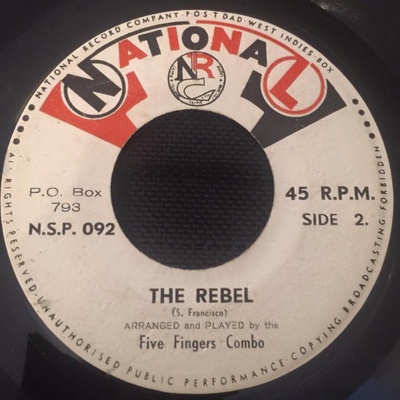 NATIONAL RECORD COMPANY·POST DAD·WEST INDIES·BOX
NATIONAL
NR
P.O. Box
793
N.S.P. 092
45 R.P.M.
SIDE 2.
THE REBEL
(S. Francisco)
ARRANGED and PLAYED by the
Five Fingers Combo
ALL RIGHTS RESERVED·UNAUTHORISED PUBLIC PERFORMANCE·COPYING BROADCASTING FORBIDDEN